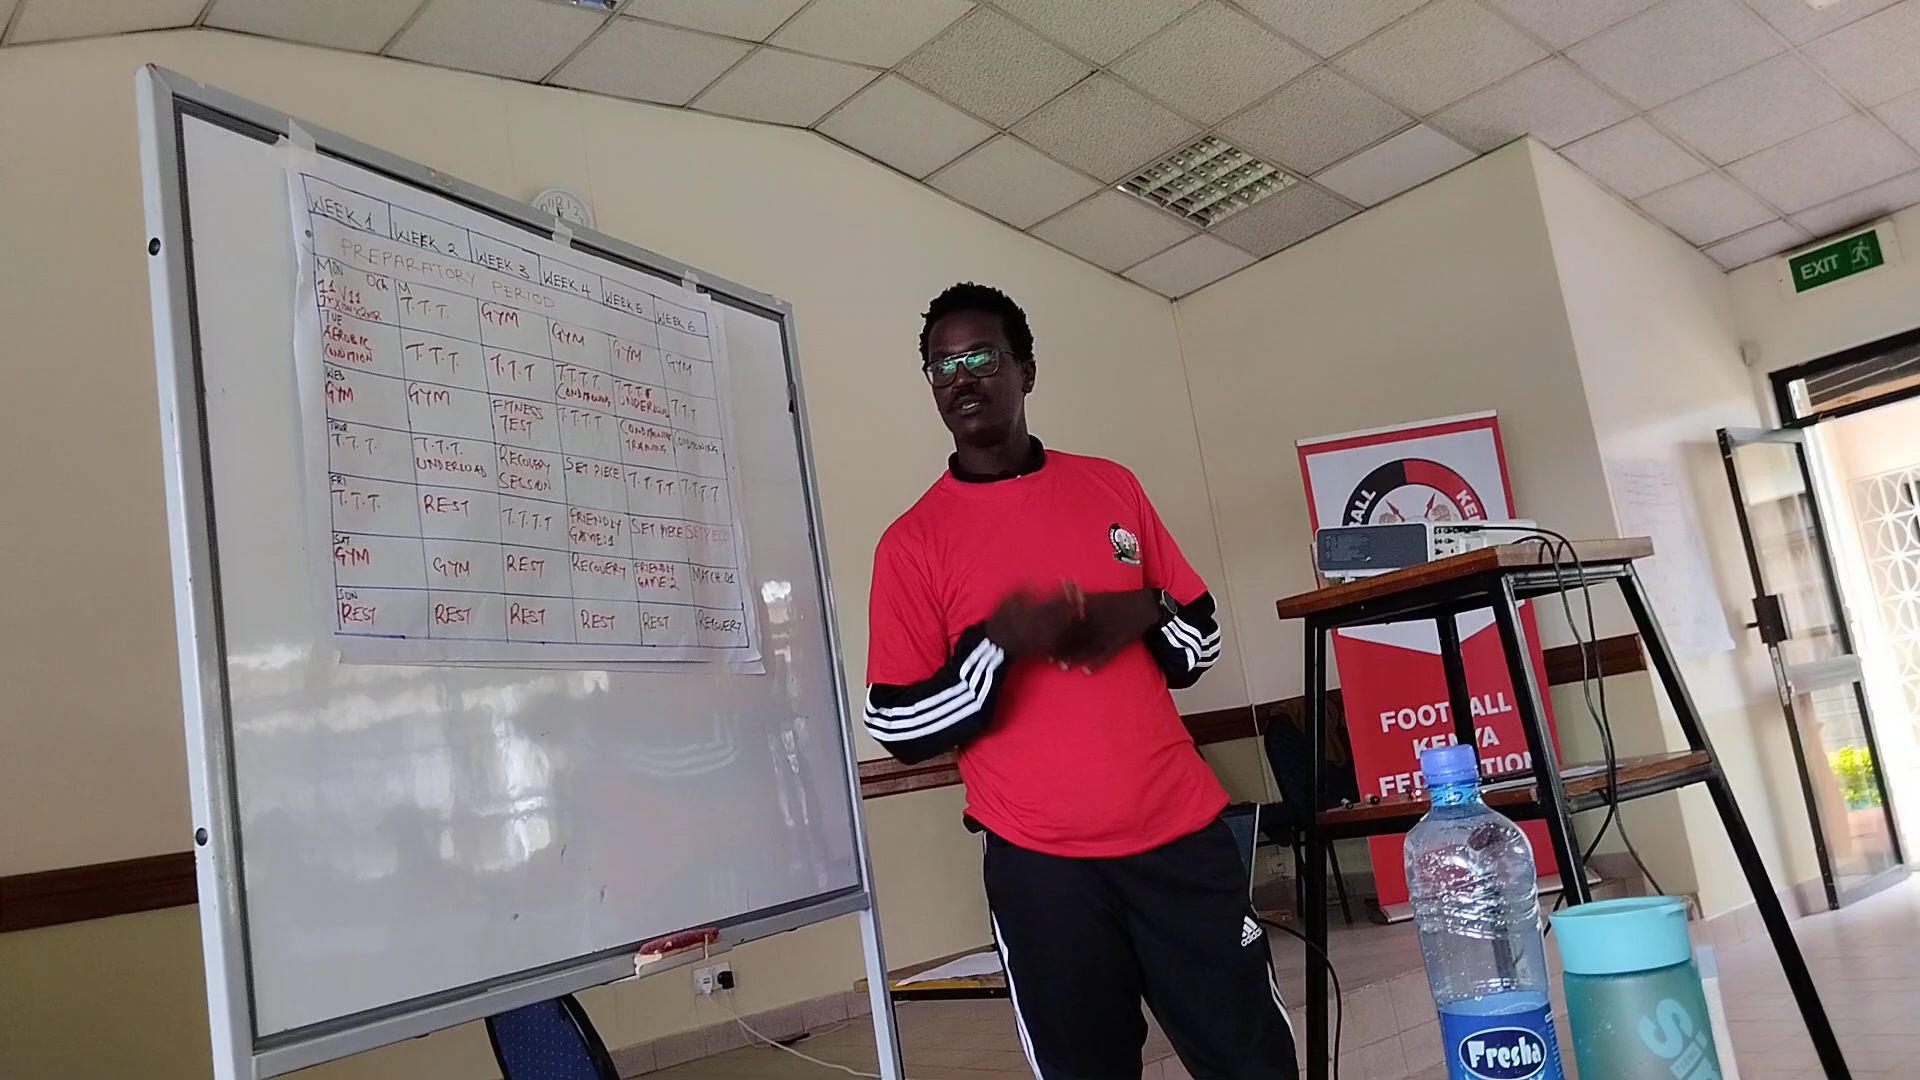 WEEK 1 WEEK 2 WEEK 3 WEEK 4 WEEK 5 WEEK 6
PREPARATORY PERIOD
MON
11V11
T.T.T. GYM GYM GYM GYM
TUE
AEROBIC CONDITION T.T.T. T.T.T T.T.T.T. CONDITIONING T.T.T.T UNDERLOAD T.T.T
WED
GYM GYM FITNESS TEST T.T.T.T. CONDITIONING TRAINING CONDITIONING
THUR
T.T.T. T.T.T. UNDERLOAD RECOVERY SESSION SET PIECE T.T.T.T. T.T.T.T
FRI
T.T.T. REST T.T.T.T FRIENDLY GAME:1 SET PIECE SET PIECE
SAT
GYM GYM REST RECOVERY FRIENDLY GAME:2 MATCH:01
SUN
REST REST REST REST REST RECOVERY
EXIT
FOOTBALL
KENYA
FEDERATION
adidas
Fresha